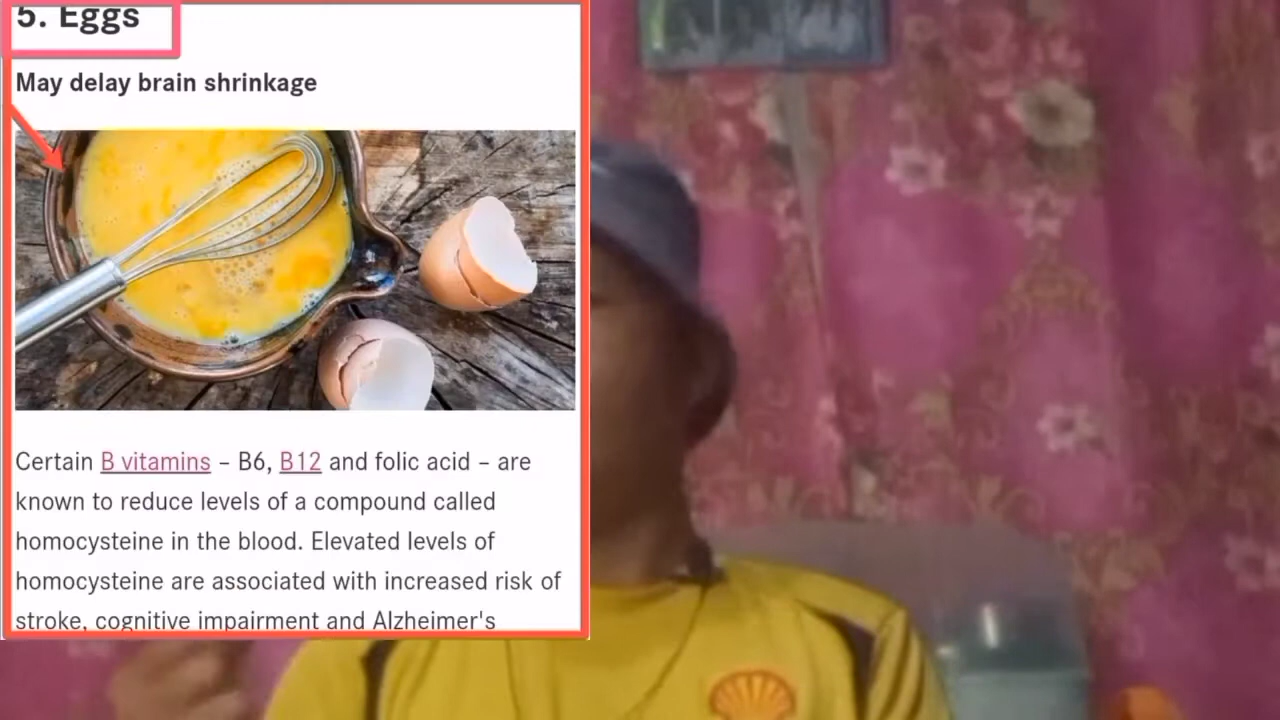 5. Eggs
May delay brain shrinkage
Certain B vitamins – B6, B12 and folic acid – are
known to reduce levels of a compound called
homocysteine in the blood. Elevated levels of
homocysteine are associated with increased risk of
stroke, cognitive impairment and Alzheimer's